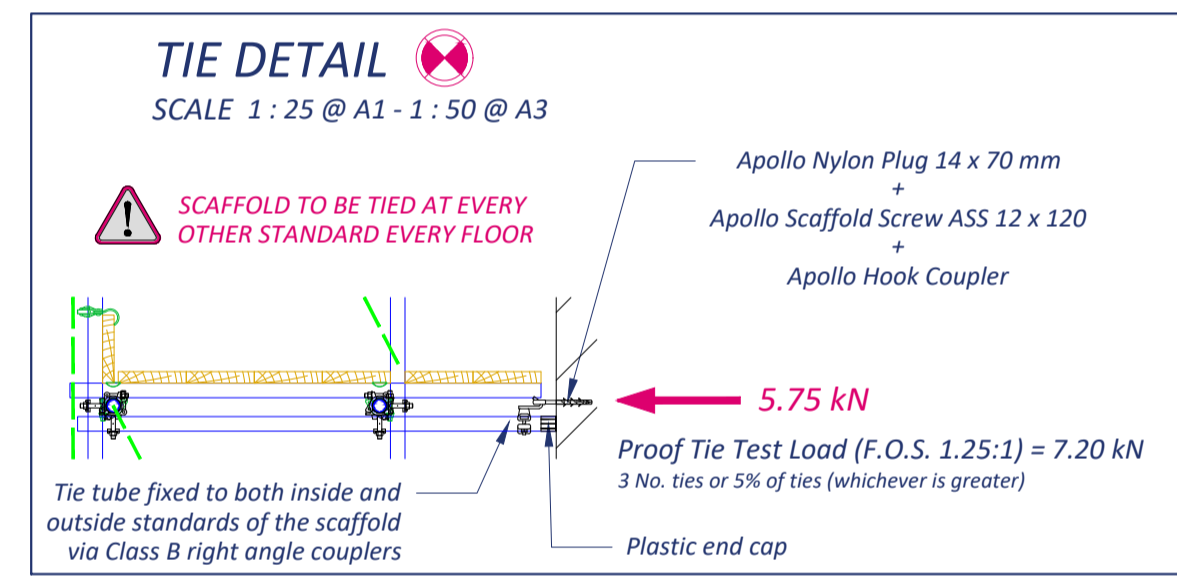 TIE DETAIL
SCALE 1 : 25 @ A1 - 1 : 50 @ A3
SCAFFOLD TO BE TIED AT EVERY
OTHER STANDARD EVERY FLOOR
Apollo Nylon Plug 14 x 70 mm
+
Apollo Scaffold Screw ASS 12 x 120
+
Apollo Hook Coupler
5.75 kN
Proof Tie Test Load (F.O.S. 1.25:1) = 7.20 kN
3 No. ties or 5% of ties (whichever is greater)
Tie tube fixed to both inside and
outside standards of the scaffold
via Class B right angle couplers
Plastic end cap